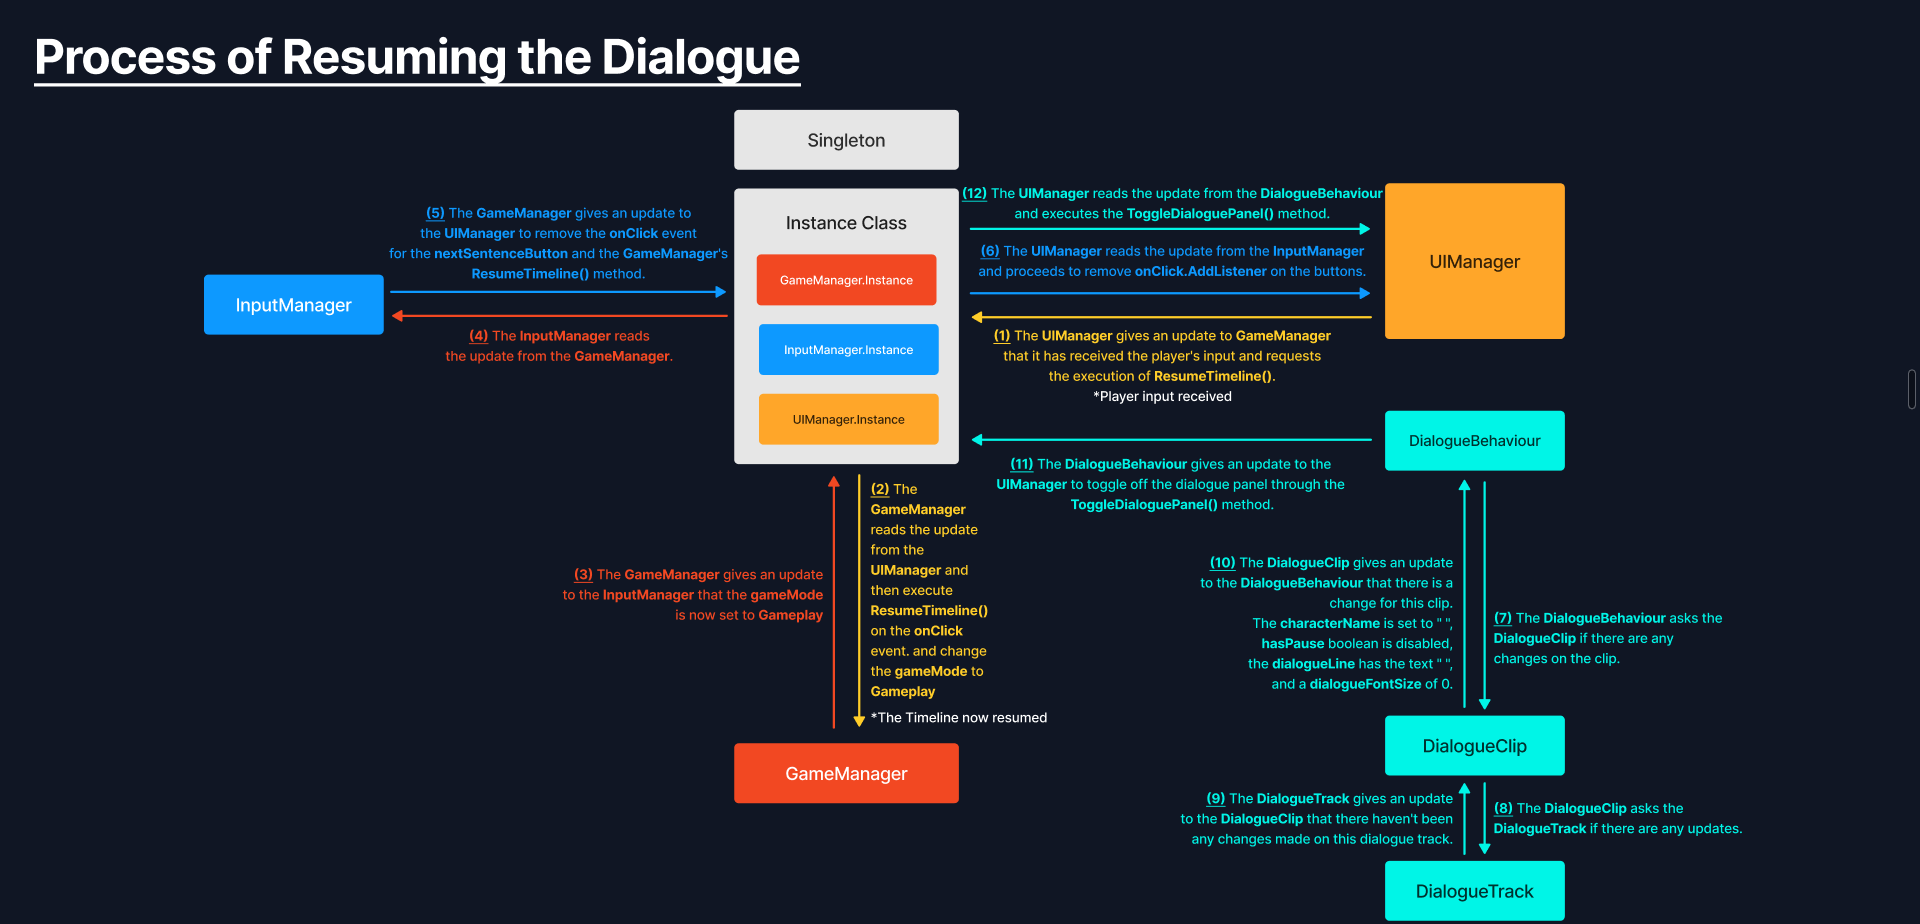 Process of Resuming the Dialogue
Singleton
Instance Class
GameManager.Instance
InputManager.Instance
UIManager.Instance
InputManager
UIManager
(5) The GameManager gives an update to
the UIManager to remove the onClick event
for the nextSentenceButton and the GameManager's
ResumeTimeline() method.
(4) The InputManager reads
the update from the GameManager.
(12) The UIManager reads the update from the DialogueBehaviour
and executes the ToggleDialoguePanel() method.
(6) The UIManager reads the update from the InputManager
and proceeds to remove onClick.AddListener on the buttons.
(1) The UIManager gives an update to GameManager
that it has received the player's input and requests
the execution of ResumeTimeline().
*Player input received
DialogueBehaviour
(11) The DialogueBehaviour gives an update to the
UIManager to toggle off the dialogue panel through the
ToggleDialoguePanel() method.
(2) The
GameManager
reads the update
from the
UIManager and
then execute
ResumeTimeline()
on the onClick
event. and change
the gameMode to
Gameplay
*The Timeline now resumed
(3) The GameManager gives an update
to the InputManager that the gameMode
is now set to Gameplay
GameManager
(10) The DialogueClip gives an update
to the DialogueBehaviour that there is a
change for this clip.
The characterName is set to " ",
hasPause boolean is disabled,
the dialogueLine has the text " ",
and a dialogueFontSize of 0.
(7) The DialogueBehaviour asks the
DialogueClip if there are any
changes on the clip.
DialogueClip
(9) The DialogueTrack gives an update
to the DialogueClip that there haven't been
any changes made on this dialogue track.
(8) The DialogueClip asks the
DialogueTrack if there are any updates.
DialogueTrack